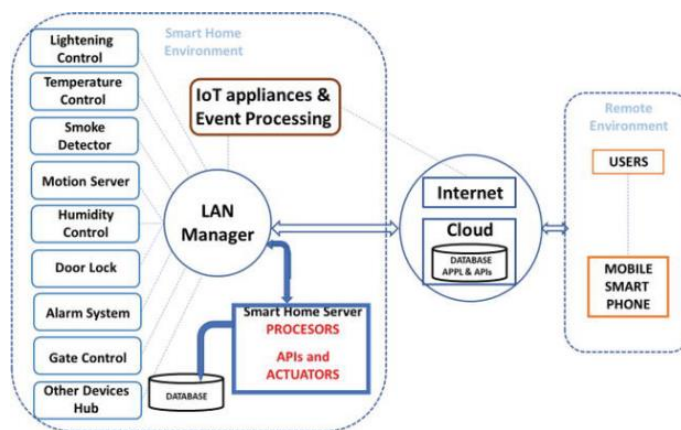 Lightening
Control
Temperature
Control
Smoke
Detector
Motion Server
Humidity
Control
Door Lock
Alarm System
Gate Control
Other Devices
Hub
Smart Home
Environment
IoT appliances &
Event Processing
LAN
Manager
Smart Home Server
PROCESORS
APIs and
ACTUATORS
DATABASE
Internet
Cloud
DATABASE
APPL & APIs
Remote
Environment
USERS
MOBILE
SMART
PHONE